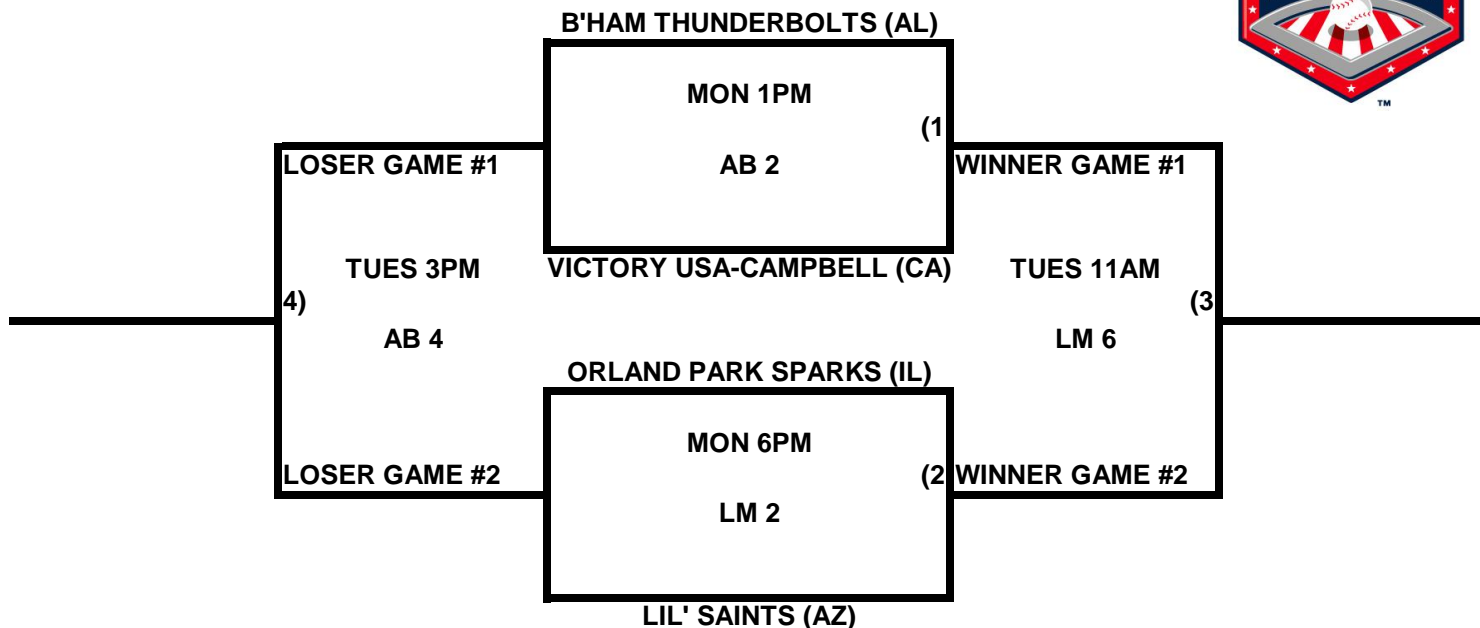 B'HAM THUNDERBOLTS (AL)
MON 1PM
(1
LOSER GAME #1
AB 2
WINNER GAME #1
TUES 3PM
VICTORY USA-CAMPBELL (CA)
TUES 11AM
4)
(3
AB 4
LM 6
ORLAND PARK SPARKS (IL)
MON 6PM
LOSER GAME #2
(2
WINNER GAME #2
LM 2
LIL' SAINTS (AZ)
TM